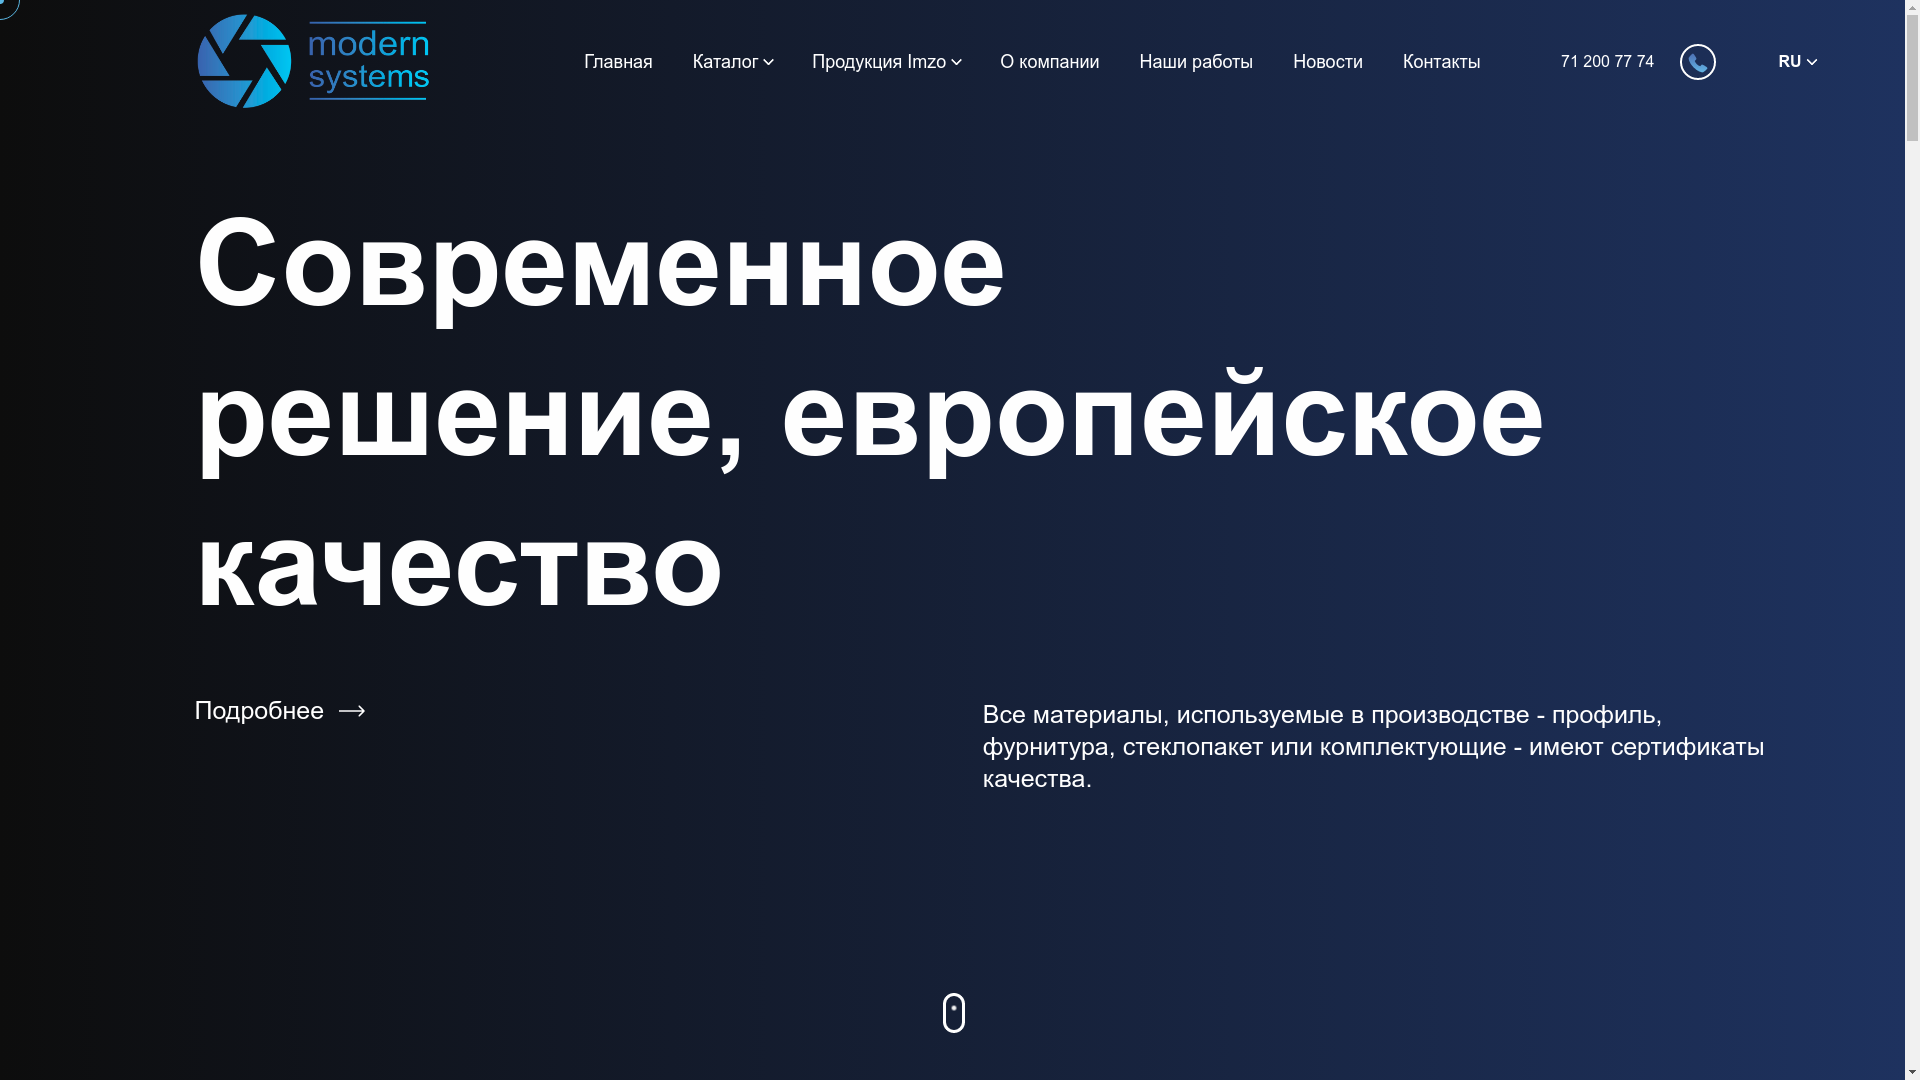 modern
systems
Главная Каталог Продукция Imzo О компании Наши работы Новости Контакты 71 200 77 74 RU
Современное
решение, европейское
качество
Подробнее
Все материалы, используемые в производстве - профиль,
фурнитура, стеклопакет или комплектующие - имеют сертификаты
качества.